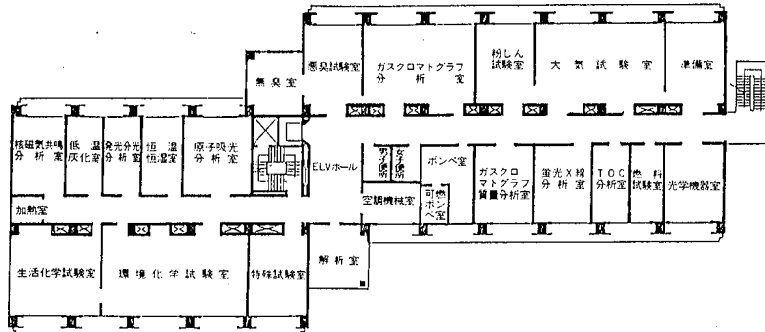 悪臭試験室
ガスクロマトグラフ
分析室
粉じん
試験室
大気試験室
準備室
無臭室
核磁気共鳴
分析室
低温
灰化室
発光分光
分析室
恒温
恒湿室
原子吸光
分析室
ELVホール
男子便所
女子便所
ボンベ室
ガスクロ
マトグラフ
質量分析室
蛍光X線
分析室
TOC
分析室
燃料
試験室
光学機器室
加熱室
空調機械室
可燃
ボンベ室
生活化学試験室
環境化学試験室
特殊試験室
解析室